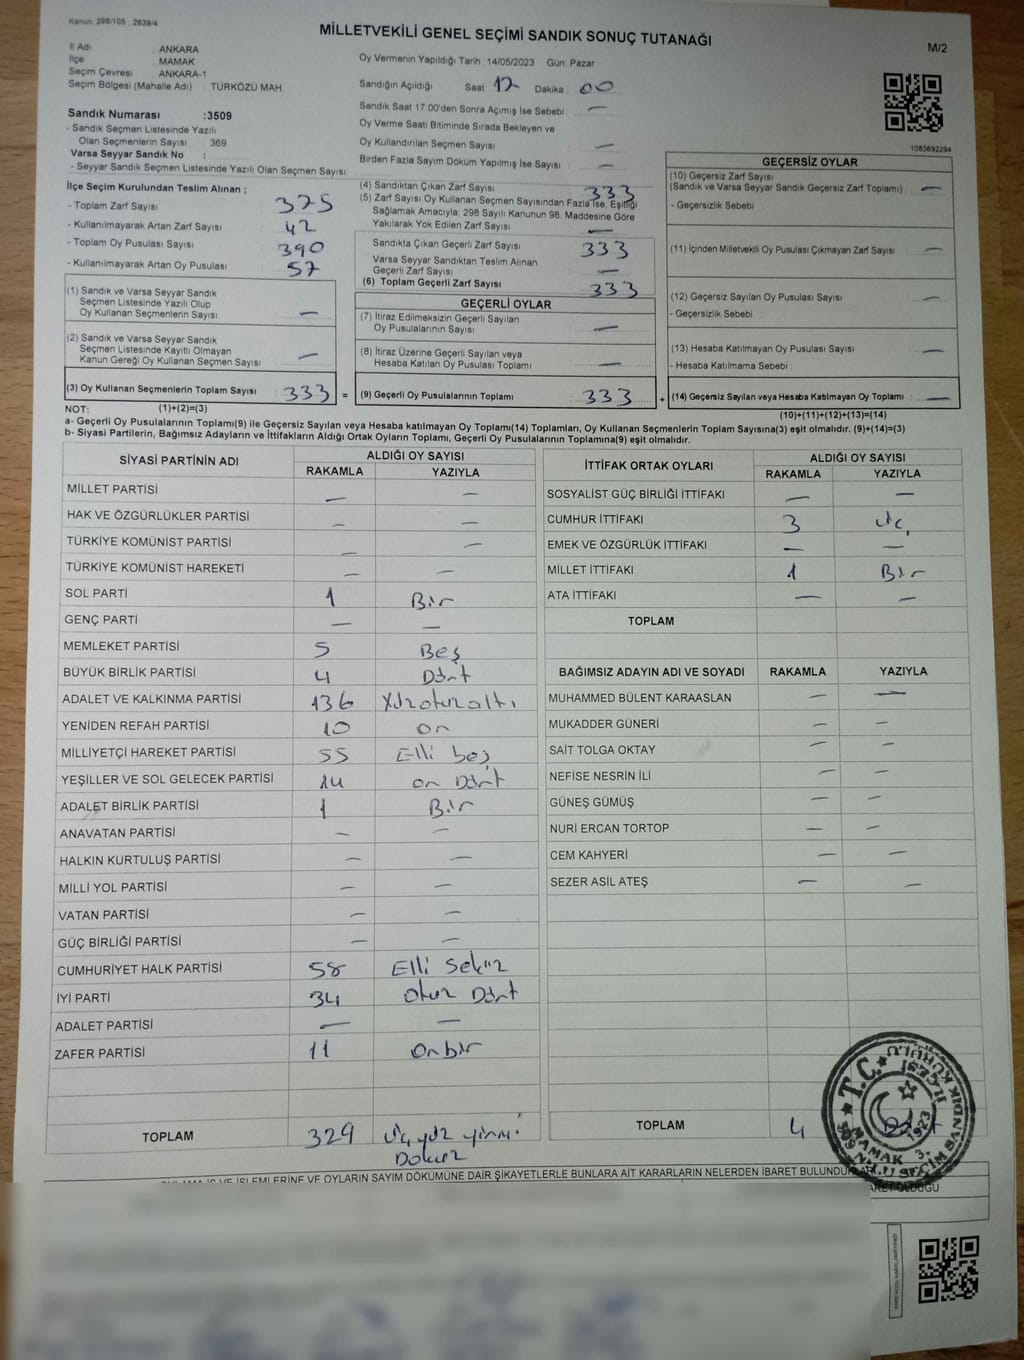 Kanun: 298/105 , 2839/4
MİLLETVEKİLİ GENEL SEÇİMİ SANDIK SONUÇ TUTANAĞI
M/2
İl Adı : ANKARA
İlçe : MAMAK
Seçim Çevresi : ANKARA-1
Seçim Bölgesi (Mahalle Adı) : TÜRKÖZÜ MAH.
Oy Vermenin Yapıldığı Tarih : 14/05/2023 Gün: Pazar
Sandığın Açıldığı Saat 17 Dakika : 00
Sandık Saat 17.00'den Sonra Açımış İse Sebebi : —
Oy Verme Saati Bitiminde Sırada Bekleyen ve
Oy Kullandırılan Seçmen Sayısı : —
Birden Fazla Sayım Döküm Yapılmış İse Sayısı : —
Sandık Numarası :3509
- Sandık Seçmen Listesinde Yazılı
Olan Seçmenlerin Sayısı : 369
Varsa Seyyar Sandık No :
- Seyyar Sandık Seçmen Listesinde Yazılı Olan Seçmen Sayısı:
1083692294
İlçe Seçim Kurulundan Teslim Alınan ;
- Toplam Zarf Sayısı : 375
- Kullanılmayarak Artan Zarf Sayısı : 42
- Toplam Oy Pusulası Sayısı : 390
- Kullanılmayarak Artan Oy Pusulası : 57
(1) Sandık ve Varsa Seyyar Sandık
Seçmen Listesinde Yazılı Olup
Oy Kullanan Seçmenlerin Sayısı : —
(2) Sandık ve Varsa Seyyar Sandık
Seçmen Listesinde Kayıtlı Olmayan
Kanun Gereği Oy Kullanan Seçmen Sayısı : —
(3) Oy Kullanan Seçmenlerin Toplam Sayısı : 333 =
(4) Sandıktan Çıkan Zarf Sayısı : 333
(5) Zarf Sayısı Oy Kullanan Seçmen Sayısından Fazla İse, Eşitliği
Sağlamak Amacıyla, 298 Sayılı Kanunun 98. Maddesine Göre
Yakılarak Yok Edilen Zarf Sayısı : —
Sandıkta Çıkan Geçerli Zarf Sayısı : 333
Varsa Seyyar Sandıktan Teslim Alınan
Geçerli Zarf Sayısı : —
(6) Toplam Geçerli Zarf Sayısı : 333
GEÇERLİ OYLAR
(7) İtiraz Edilmeksizin Geçerli Sayılan
Oy Pusulalarının Sayısı : —
(8) İtiraz Üzerine Geçerli Sayılan veya
Hesaba Katılan Oy Pusulası Toplamı : —
(9) Geçerli Oy Pusulalarının Toplamı : 333 +
GEÇERSİZ OYLAR
(10) Geçersiz Zarf Sayısı
(Sandık ve Varsa Seyyar Sandık Geçersiz Zarf Toplamı) : —
- Geçersizlik Sebebi :
(11) İçinden Milletvekili Oy Pusulası Çıkmayan Zarf Sayısı : —
(12) Geçersiz Sayılan Oy Pusulası Sayısı : —
- Geçersizlik Sebebi :
(13) Hesaba Katılmayan Oy Pusulası Sayısı : —
- Hesaba Katılmama Sebebi :
(14) Geçersiz Sayılan veya Hesaba Katılmayan Oy Toplamı : —
NOT: (1)+(2)=(3) (10)+(11)+(12)+(13)=(14)
a- Geçerli Oy Pusulalarının Toplamı(9) ile Geçersiz Sayılan veya Hesaba katılmayan Oy Toplamı(14) Toplamları, Oy Kullanan Seçmenlerin Toplam Sayısına(3) eşit olmalıdır. (9)+(14)=(3)
b- Siyasi Partilerin, Bağımsız Adayların ve İttifakların Aldığı Ortak Oyların Toplamı, Geçerli Oy Pusulalarının Toplamına(9) eşit olmalıdır.
SİYASİ PARTİNİN ADI ALDIĞI OY SAYISI
RAKAMLA YAZIYLA
MİLLET PARTİSİ — —
HAK VE ÖZGÜRLÜKLER PARTİSİ — —
TÜRKİYE KOMÜNİST PARTİSİ — —
TÜRKİYE KOMÜNİST HAREKETİ — —
SOL PARTİ 1 Bir
GENÇ PARTİ — —
MEMLEKET PARTİSİ 5 Beş
BÜYÜK BİRLİK PARTİSİ 4 Dört
ADALET VE KALKINMA PARTİSİ 136 Yüzotuzaltı
YENİDEN REFAH PARTİSİ 10 on
MİLLİYETÇİ HAREKET PARTİSİ 55 Elli beş
YEŞİLLER VE SOL GELECEK PARTİSİ 14 on Dört
ADALET BİRLİK PARTİSİ 1 Bir
ANAVATAN PARTİSİ — —
HALKIN KURTULUŞ PARTİSİ — —
MİLLİ YOL PARTİSİ — —
VATAN PARTİSİ — —
GÜÇ BİRLİĞİ PARTİSİ — —
CUMHURİYET HALK PARTİSİ 58 Elli Sekiz
İYİ PARTİ 34 Otuz Dört
ADALET PARTİSİ — —
ZAFER PARTİSİ 11 Onbir
TOPLAM 329 Üçyüz yirmi
Dokuz
İTTİFAK ORTAK OYLARI ALDIĞI OY SAYISI
RAKAMLA YAZIYLA
SOSYALİST GÜÇ BİRLİĞİ İTTİFAKI — —
CUMHUR İTTİFAKI 3 üç
EMEK VE ÖZGÜRLÜK İTTİFAKI — —
MİLLET İTTİFAKI 1 Bir
ATA İTTİFAKI — —
TOPLAM
BAĞIMSIZ ADAYIN ADI VE SOYADI RAKAMLA YAZIYLA
MUHAMMED BÜLENT KARAASLAN — —
MUKADDER GÜNERİ — —
SAİT TOLGA OKTAY — —
NEFİSE NESRİN İLİ — —
GÜNEŞ GÜMÜŞ — —
NURİ ERCAN TORTOP — —
CEM KAHYERİ — —
SEZER ASİL ATEŞ — —
TOPLAM 4 Dört
T.C.
MAMAK
1923
İŞLEMLERİNE VE OYLARIN SAYIM DÖKÜMÜNE DAİR ŞİKAYETLERLE BUNLARA AİT KARARLARIN NELERDEN İBARET BULUNDUK